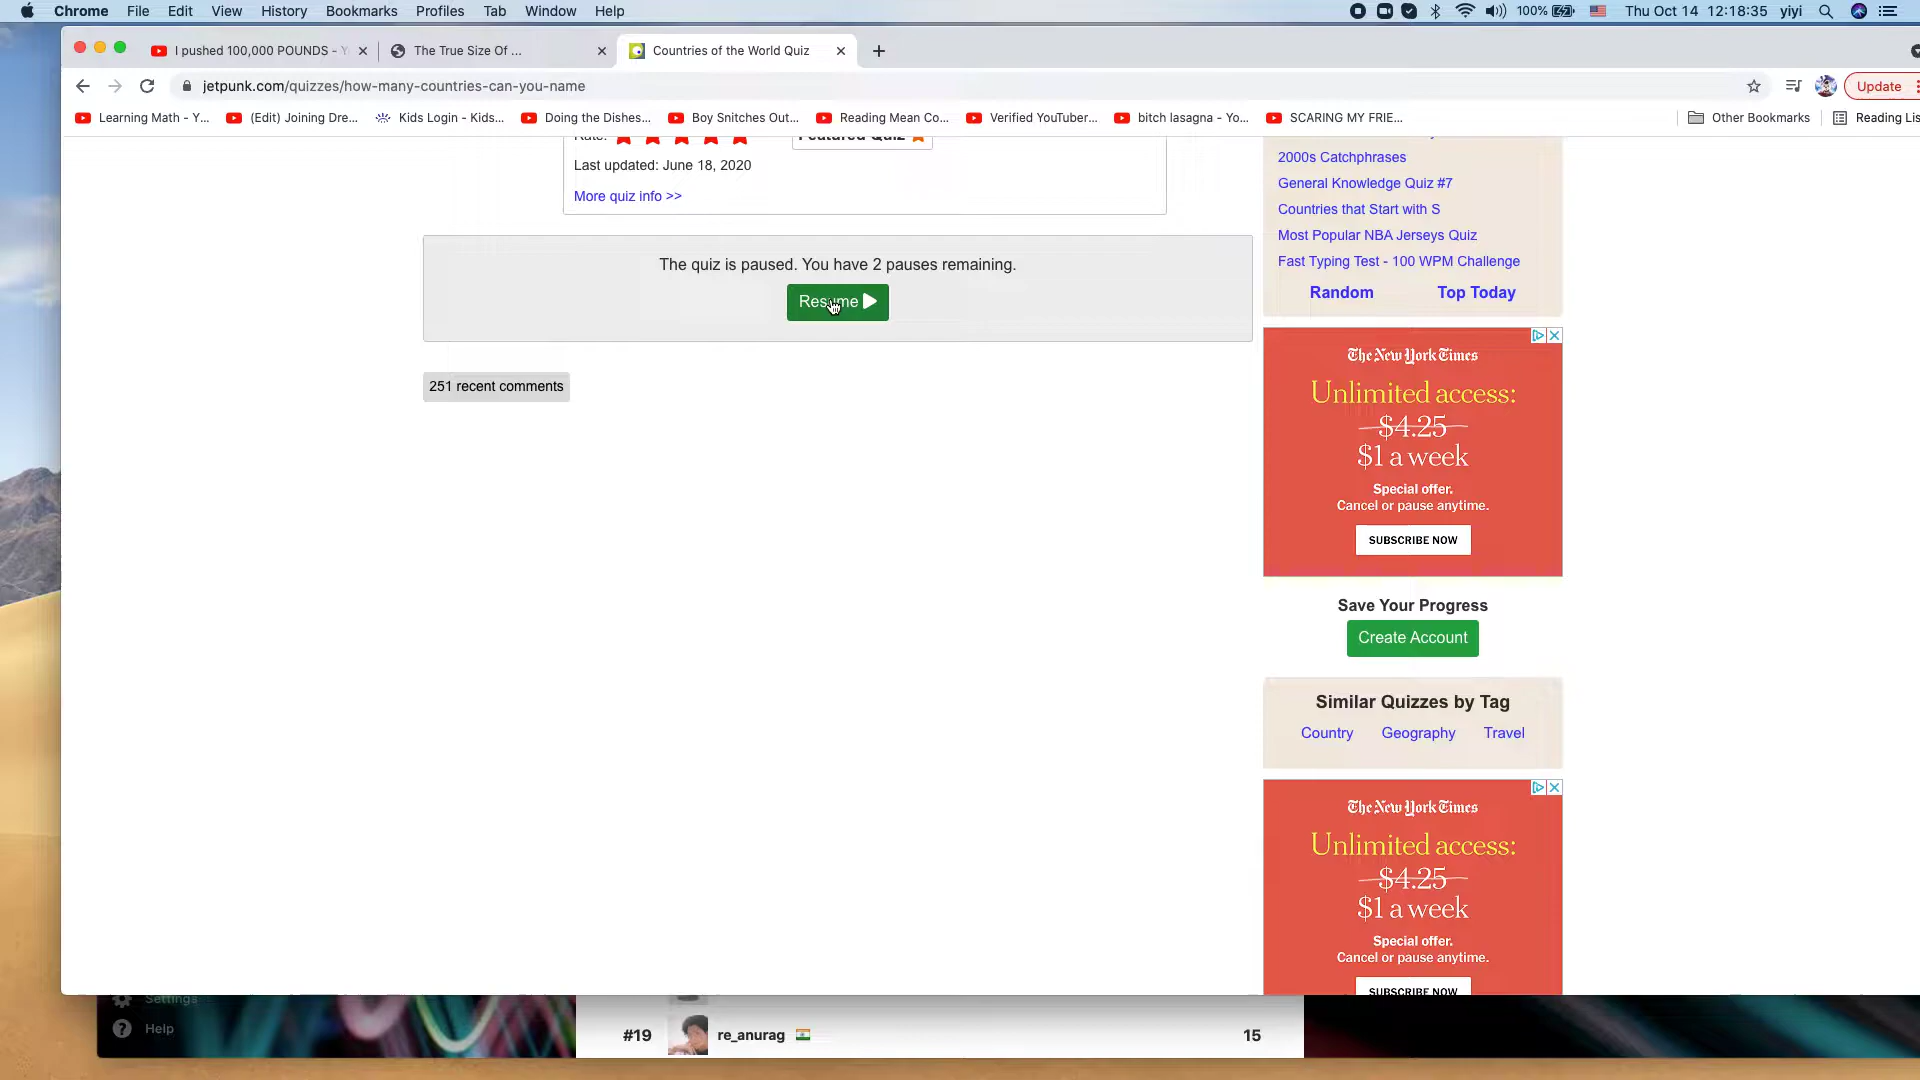 Chrome File Edit View History Bookmarks Profiles Tab Window Help 100% Thu Oct 14 12:18:35 yiyi
I pushed 100,000 POUNDS - Y
The True Size Of ...
Countries of the World Quiz
jetpunk.com/quizzes/how-many-countries-can-you-name
Update
Learning Math - Y...
(Edit) Joining Dre...
Kids Login - Kids...
Doing the Dishes...
Boy Snitches Out...
Reading Mean Co...
Verified YouTuber...
bitch lasagna - Yo...
SCARING MY FRIE...
Other Bookmarks
Reading Lis
Rate:
Featured Quiz
Last updated: June 18, 2020
More quiz info >>
The quiz is paused. You have 2 pauses remaining.
Resume
251 recent comments
2000s Catchphrases
General Knowledge Quiz #7
Countries that Start with S
Most Popular NBA Jerseys Quiz
Fast Typing Test - 100 WPM Challenge
Random Top Today
The New York Times
Unlimited access:
$4.25
$1 a week
Special offer.
Cancel or pause anytime.
SUBSCRIBE NOW
Save Your Progress
Create Account
Similar Quizzes by Tag
Country Geography Travel
The New York Times
Unlimited access:
$4.25
$1 a week
Special offer.
Cancel or pause anytime.
SUBSCRIBE NOW
Settings
Help
#19 re_anurag 15